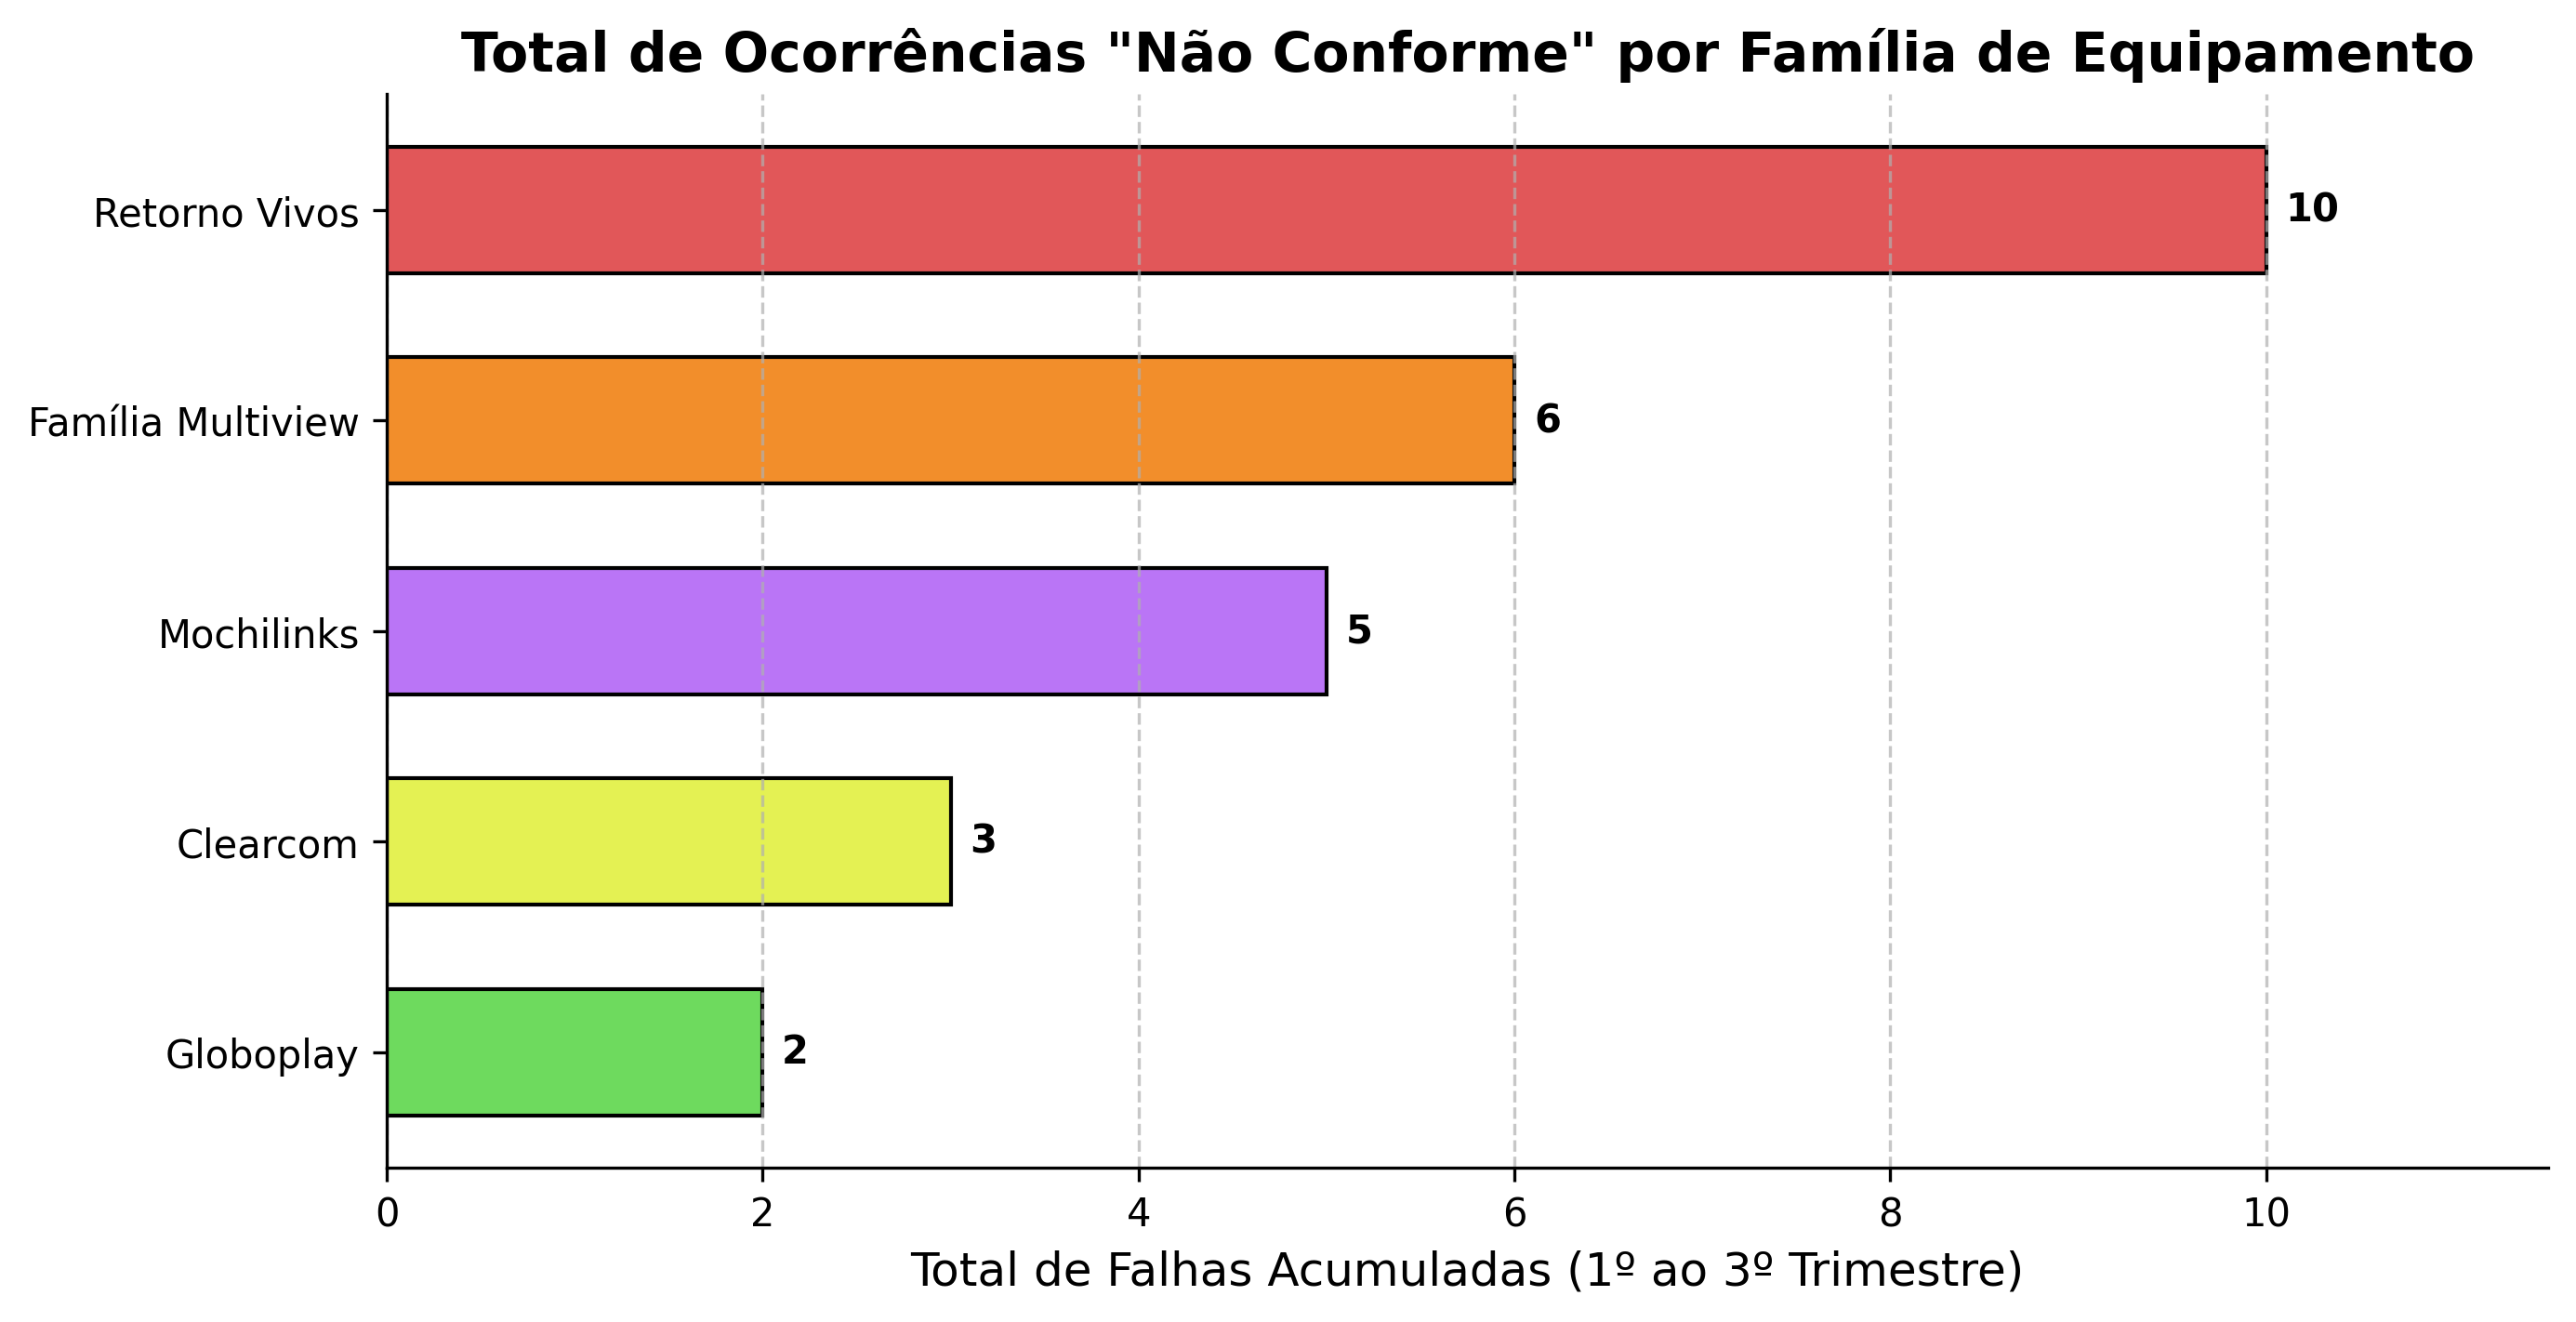 Total de Ocorrências "Não Conforme" por Família de Equipamento
Retorno Vivos
10
Família Multiview
6
Mochilinks
5
Clearcom
3
Globoplay
2
0 2 4 6 8 10
Total de Falhas Acumuladas (1º ao 3º Trimestre)